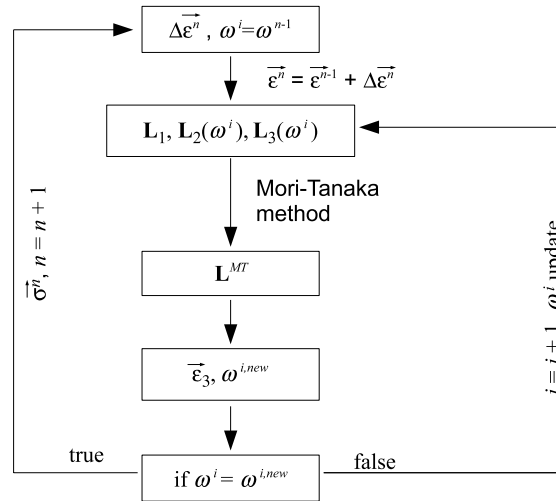 Δε⃗ⁿ , ωⁱ=ωⁿ⁻¹
ε⃗ⁿ = ε⃗ⁿ⁻¹ + Δε⃗ⁿ
L₁, L₂(ωⁱ), L₃(ωⁱ)
Mori-Tanaka
method
L^MT
ε⃗₃, ω^i,new
if ωⁱ = ω^i,new
true
false
σ⃗ⁿ, n = n + 1
i = i + 1, ωⁱ update